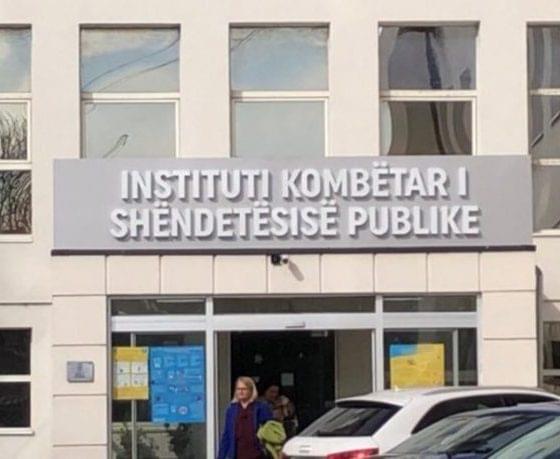 INSTITUTI KOMBËTAR I
SHËNDETËSISË PUBLIKE